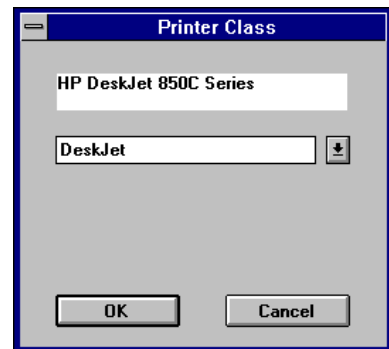 Printer Class
HP DeskJet 850C Series
DeskJet
OK
Cancel